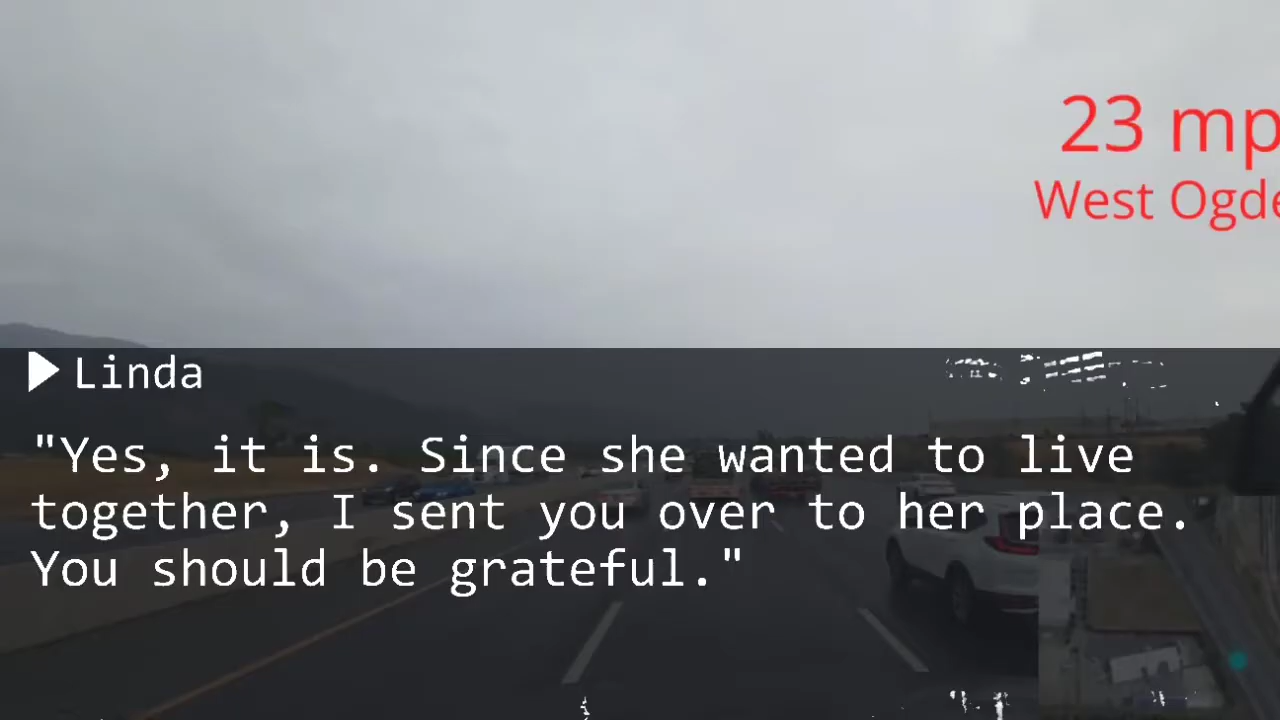 23 mp
West Ogde
Linda
"Yes, it is. Since she wanted to live
together, I sent you over to her place.
You should be grateful."